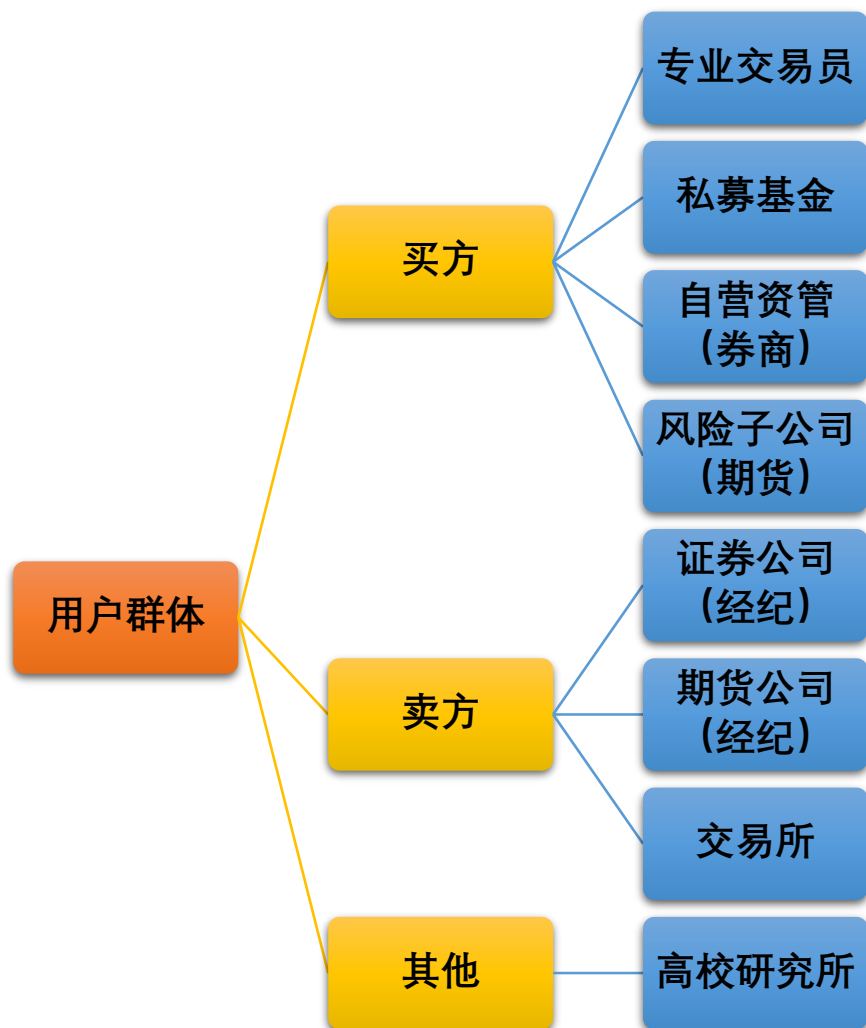 用户群体
买方
专业交易员
私募基金
自营资管
（券商）
风险子公司
（期货）
卖方
证券公司
（经纪）
期货公司
（经纪）
交易所
其他
高校研究所